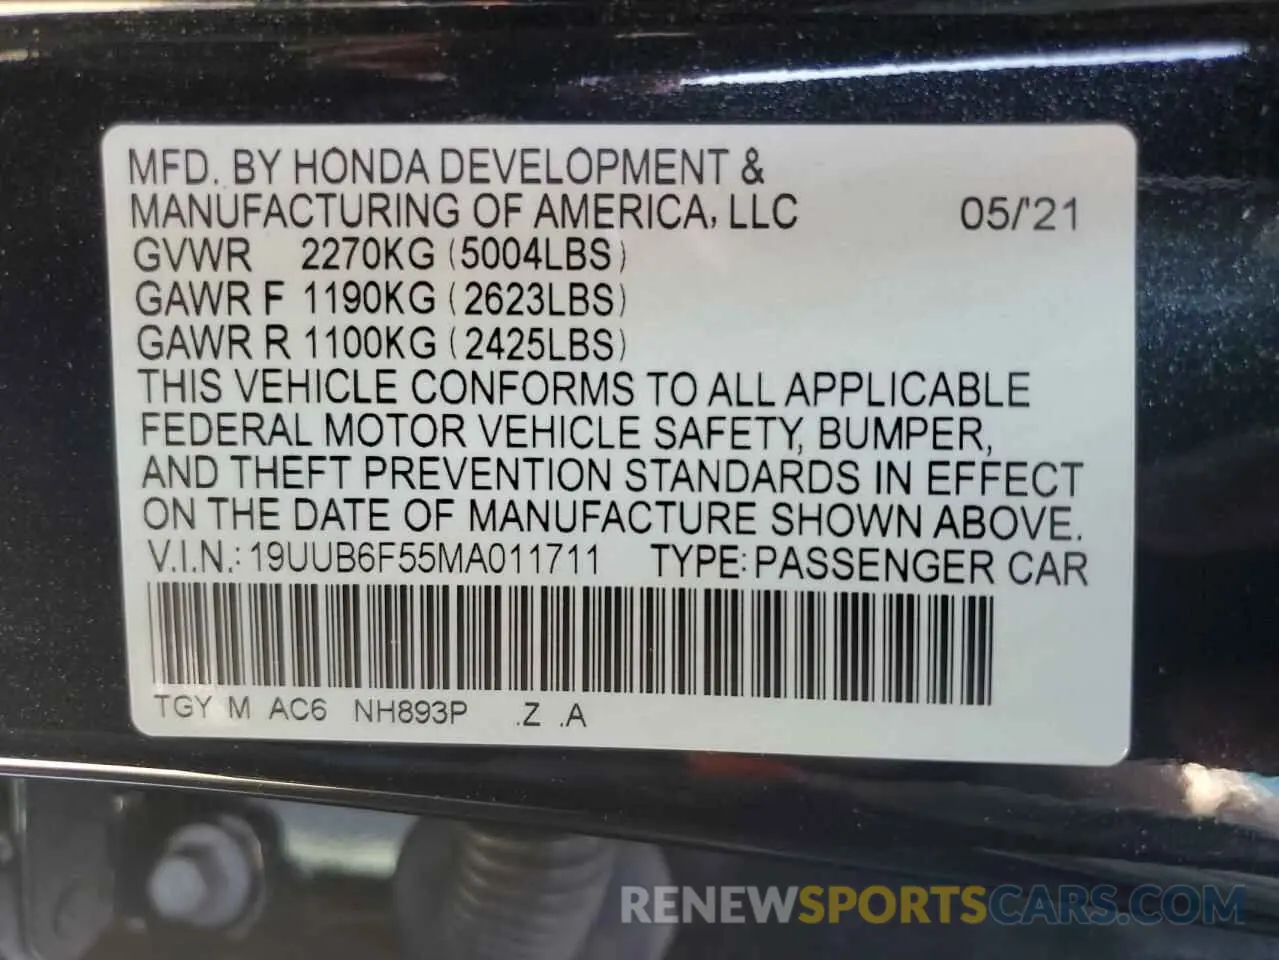 MFD. BY HONDA DEVELOPMENT &
MANUFACTURING OF AMERICA, LLC 05/'21
GVWR 2270KG (5004LBS)
GAWR F 1190KG (2623LBS)
GAWR R 1100KG (2425LBS)
THIS VEHICLE CONFORMS TO ALL APPLICABLE
FEDERAL MOTOR VEHICLE SAFETY, BUMPER,
AND THEFT PREVENTION STANDARDS IN EFFECT
ON THE DATE OF MANUFACTURE SHOWN ABOVE.
V.I.N.: 19UUB6F55MA011711 TYPE: PASSENGER CAR
TGY M AC6 NH893P .Z .A
RENEWSPORTSCARS.COM